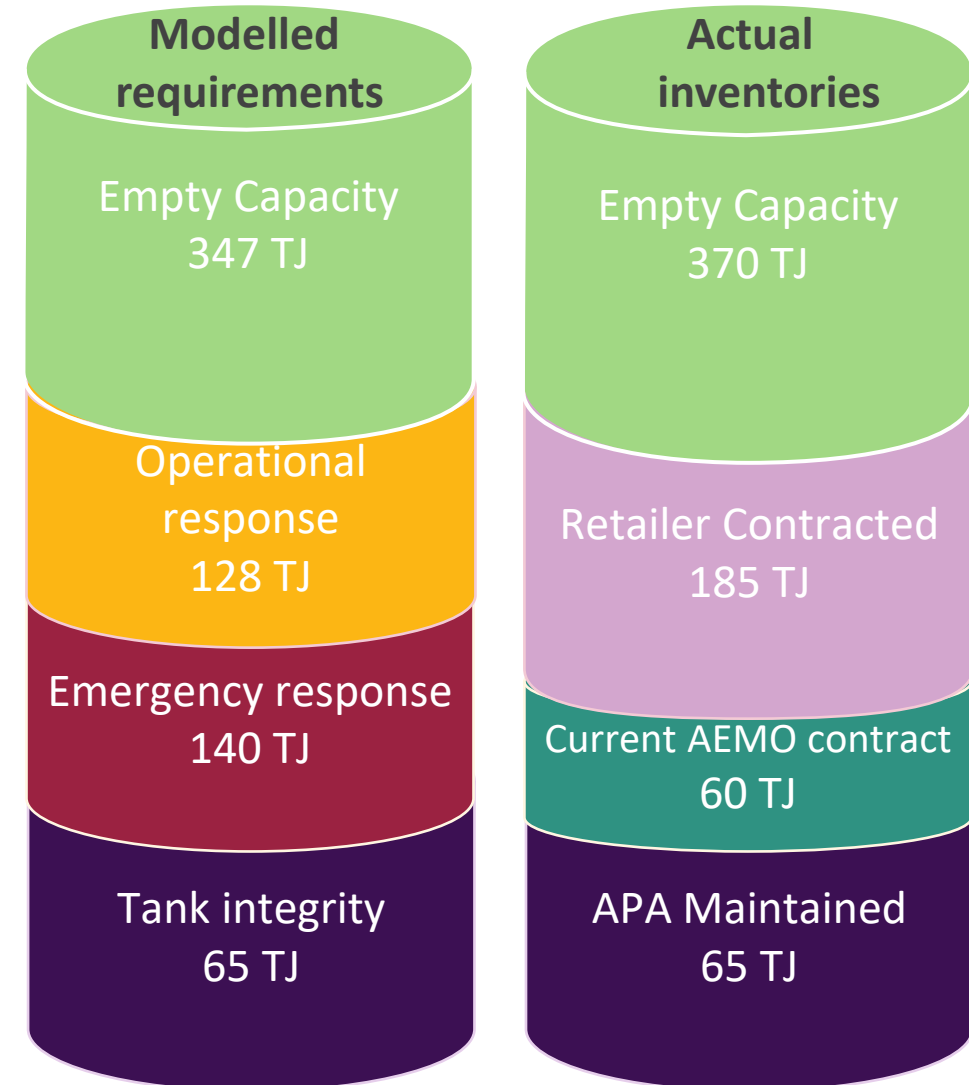 Modelled
requirements
Empty Capacity
347 TJ
Operational
response
128 TJ
Emergency response
140 TJ
Tank integrity
65 TJ
Actual
inventories
Empty Capacity
370 TJ
Retailer Contracted
185 TJ
Current AEMO contract
60 TJ
APA Maintained
65 TJ